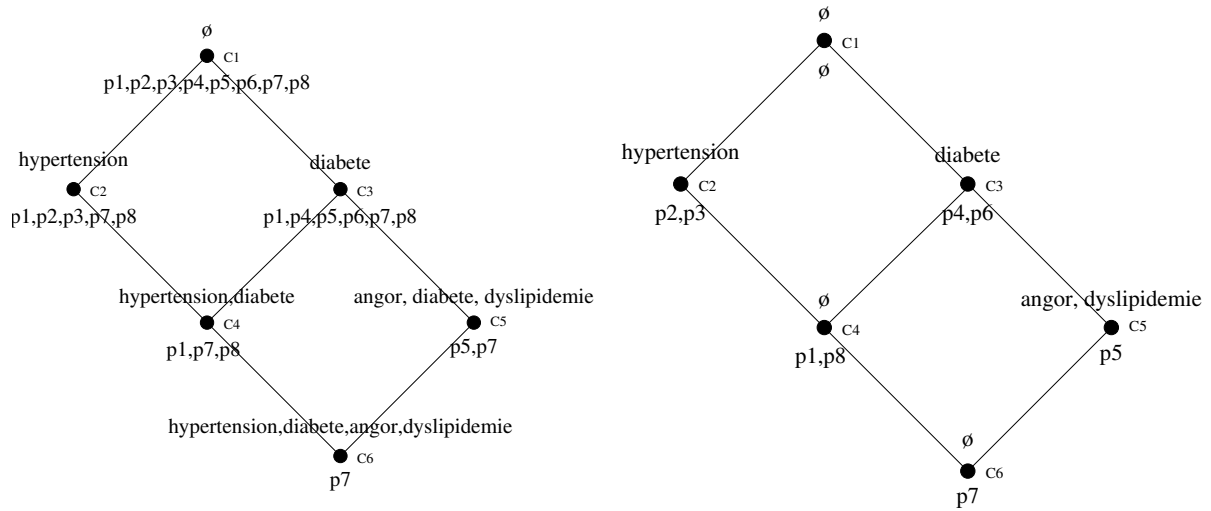 ø
C1
p1,p2,p3,p4,p5,p6,p7,p8
hypertension
C2
p1,p2,p3,p7,p8
diabete
C3
p1,p4,p5,p6,p7,p8
hypertension,diabete
C4
p1,p7,p8
angor, diabete, dyslipidemie
C5
p5,p7
hypertension,diabete,angor,dyslipidemie
C6
p7
ø
C1
ø
hypertension
C2
p2,p3
diabete
C3
p4,p6
ø
C4
p1,p8
angor, dyslipidemie
C5
p5
ø
C6
p7